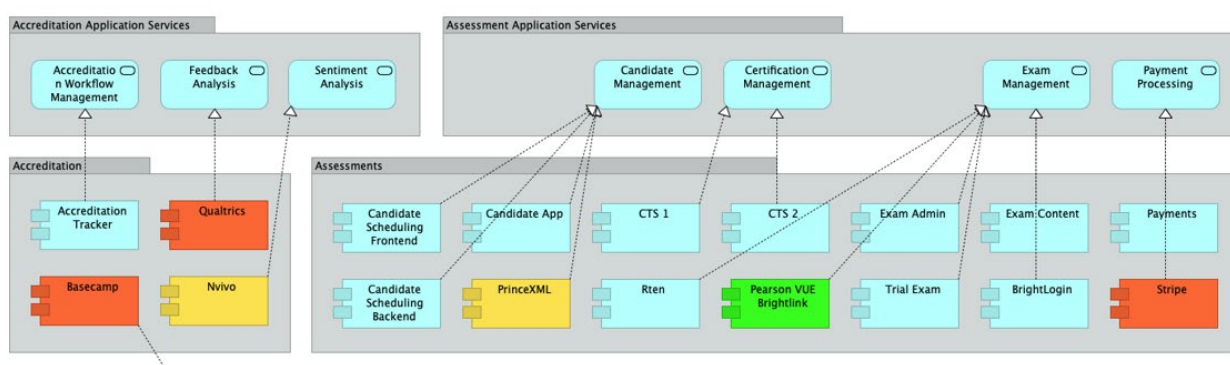 Accreditation Application Services
Assessment Application Services
Accreditatio
n Workflow
Management
Feedback
Analysis
Sentiment
Analysis
Candidate
Management
Certification
Management
Exam
Management
Payment
Processing
Accreditation
Assessments
Accreditation
Tracker
Qualtrics
Candidate
Scheduling
Frontend
Candidate App
CTS 1
CTS 2
Exam Admin
Exam Content
Payments
Basecamp
Nvivo
Candidate
Scheduling
Backend
PrinceXML
Rten
Pearson VUE
Brightlink
Trial Exam
BrightLogin
Stripe